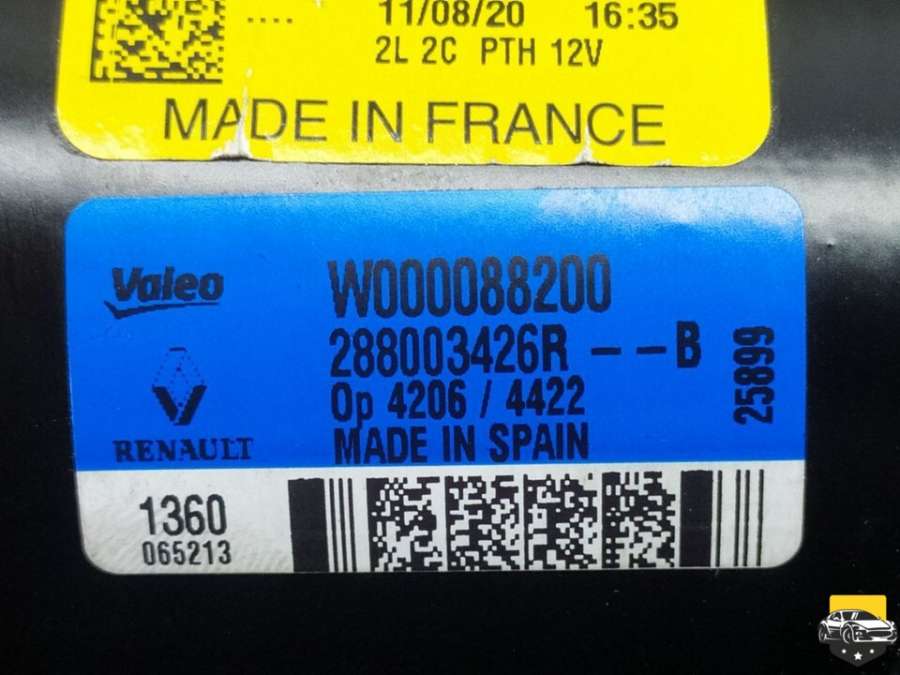 11/08/20 16:35
2L 2C PTH 12V
MADE IN FRANCE
Valeo
W000088200
288003426R - - B
Op 4206 / 4422
MADE IN SPAIN
25899
RENAULT
1360
065213